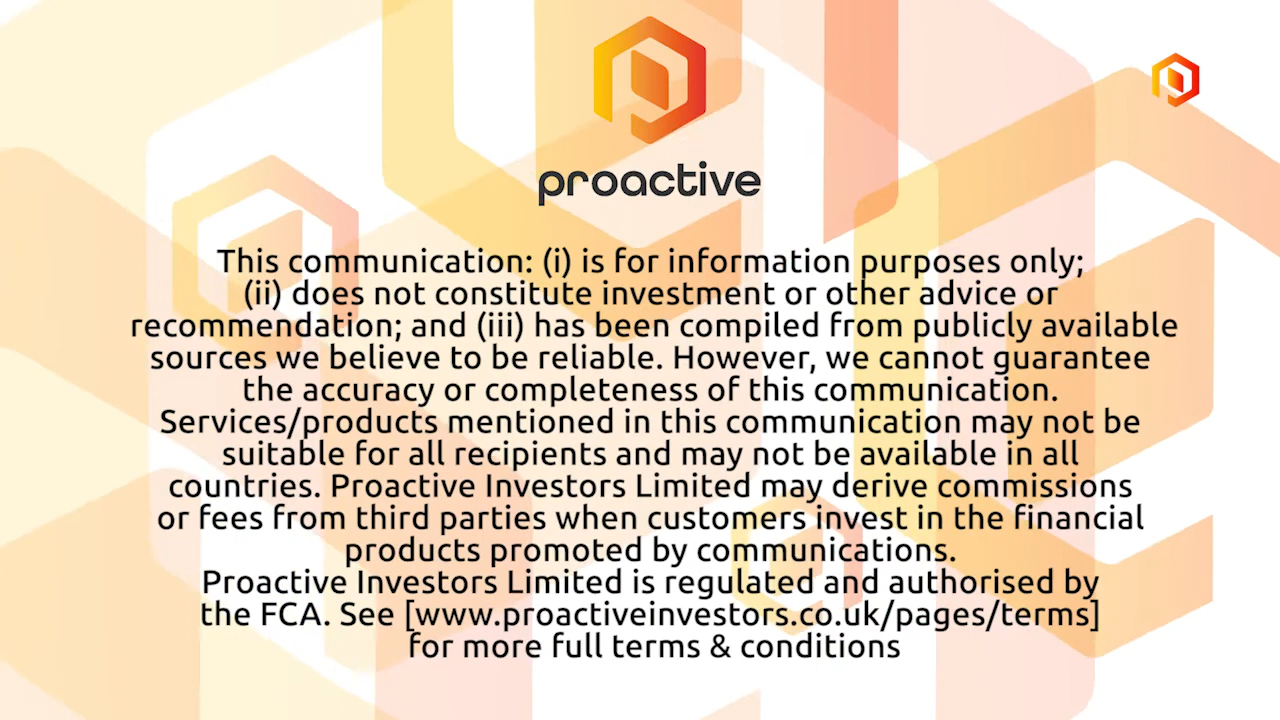 proactive
This communication: (i) is for information purposes only;
(ii) does not constitute investment or other advice or
recommendation; and (iii) has been compiled from publicly available
sources we believe to be reliable. However, we cannot guarantee
the accuracy or completeness of this communication.
Services/products mentioned in this communication may not be
suitable for all recipients and may not be available in all
countries. Proactive Investors Limited may derive commissions
or fees from third parties when customers invest in the financial
products promoted by communications.
Proactive Investors Limited is regulated and authorised by
the FCA. See [www.proactiveinvestors.co.uk/pages/terms]
for more full terms & conditions